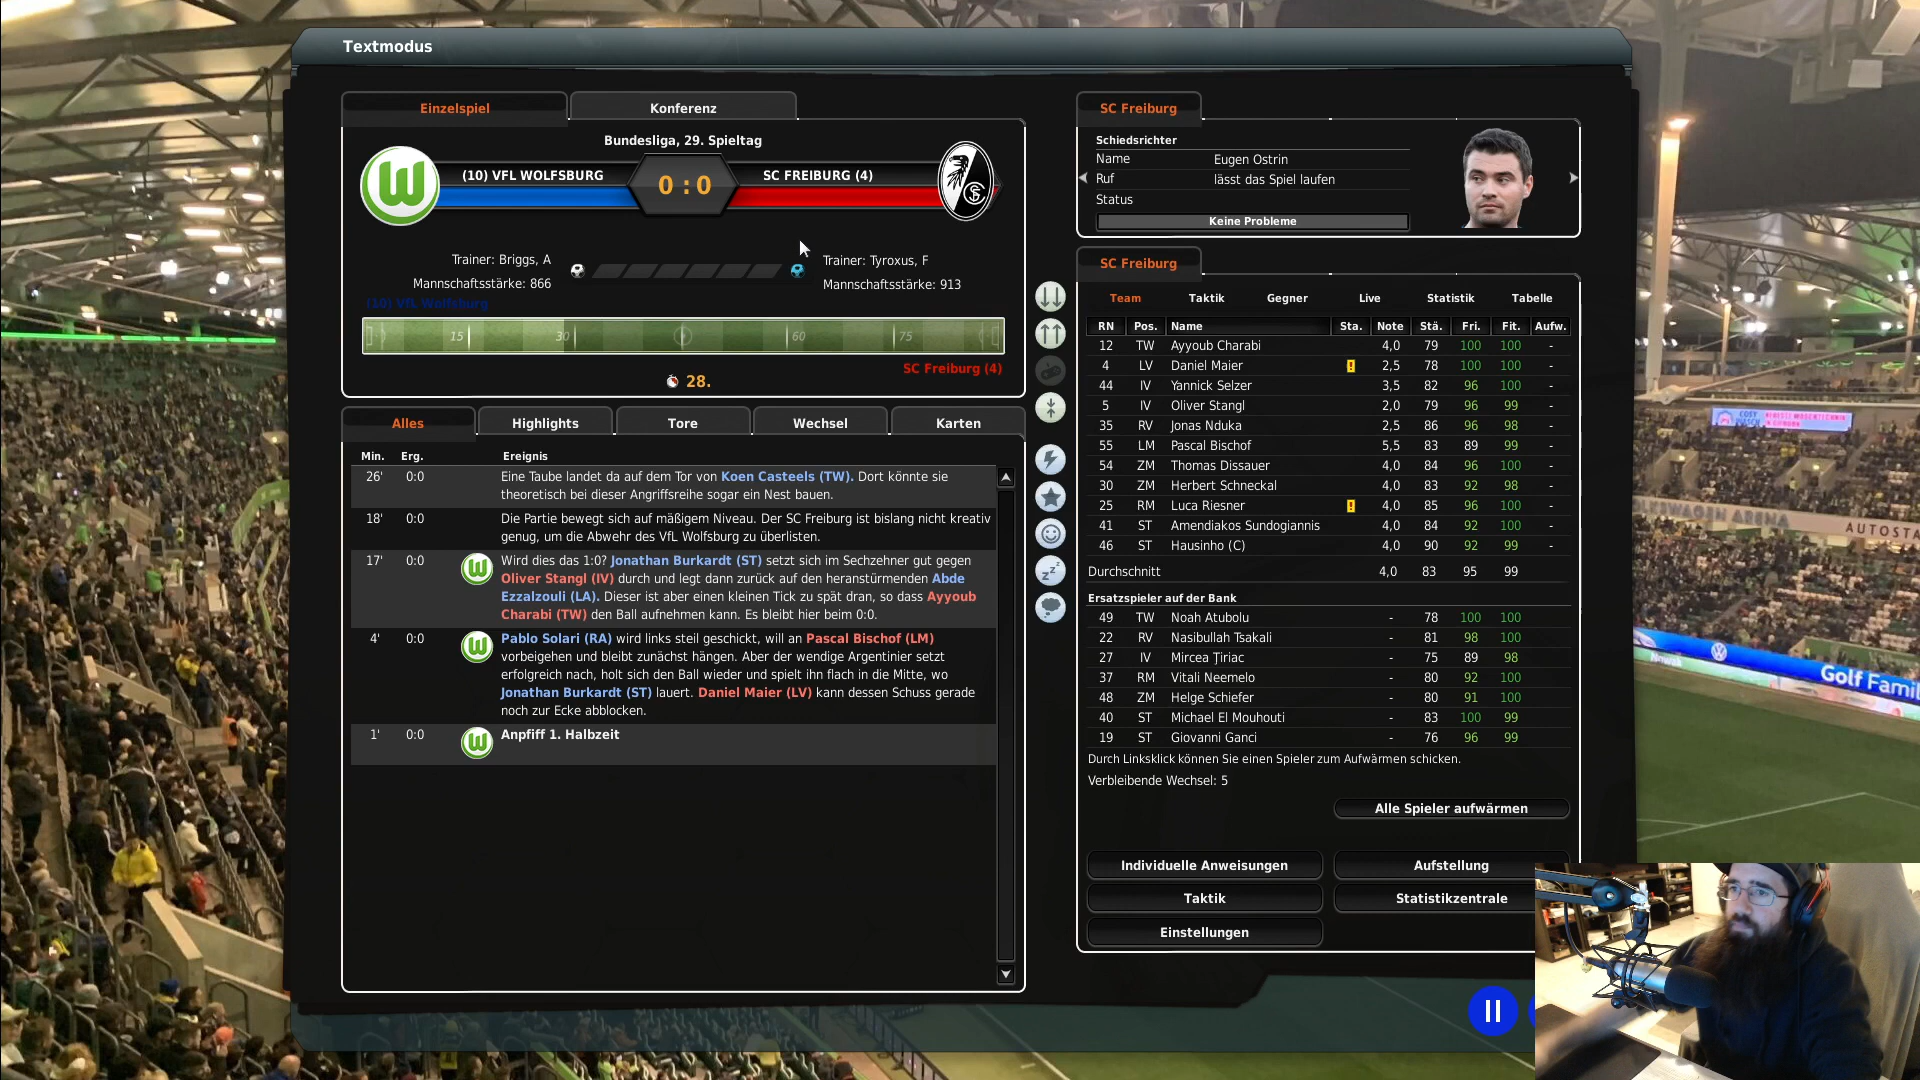 Textmodus
Einzelspiel
Konferenz
Bundesliga, 29. Spieltag
(10) VFL WOLFSBURG
0 : 0
SC FREIBURG (4)
Trainer: Briggs, A
Trainer: Tyroxus, F
Mannschaftsstärke: 866
Mannschaftsstärke: 913
(10) VfL Wolfsburg
15
30
60
75
SC Freiburg (4)
28.
Alles
Highlights
Tore
Wechsel
Karten
Min. Erg. Ereignis
26' 0:0 Eine Taube landet da auf dem Tor von Koen Casteels (TW). Dort könnte sie
theoretisch bei dieser Angriffsreihe sogar ein Nest bauen.
18' 0:0 Die Partie bewegt sich auf mäßigem Niveau. Der SC Freiburg ist bislang nicht kreativ
genug, um die Abwehr des VfL Wolfsburg zu überlisten.
17' 0:0 Wird dies das 1:0? Jonathan Burkardt (ST) setzt sich im Sechzehner gut gegen
Oliver Stangl (IV) durch und legt dann zurück auf den heranstürmenden Abde
Ezzalzouli (LA). Dieser ist aber einen kleinen Tick zu spät dran, so dass Ayyoub
Charabi (TW) den Ball aufnehmen kann. Es bleibt hier beim 0:0.
4' 0:0 Pablo Solari (RA) wird links steil geschickt, will an Pascal Bischof (LM)
vorbeigehen und bleibt zunächst hängen. Aber der wendige Argentinier setzt
erfolgreich nach, holt sich den Ball wieder und spielt ihn flach in die Mitte, wo
Jonathan Burkardt (ST) lauert. Daniel Maier (LV) kann dessen Schuss gerade
noch zur Ecke abblocken.
1' 0:0 Anpfiff 1. Halbzeit
SC Freiburg
Schiedsrichter
Name Eugen Ostrin
Ruf lässt das Spiel laufen
Status
Keine Probleme
SC Freiburg
Team Taktik Gegner Live Statistik Tabelle
RN Pos. Name Sta. Note Stä. Fri. Fit. Aufw.
12 TW Ayyoub Charabi 4,0 79 100 100 -
4 LV Daniel Maier ! 2,5 78 100 100 -
44 IV Yannick Selzer 3,5 82 96 100 -
5 IV Oliver Stangl 2,0 79 96 99 -
35 RV Jonas Nduka 2,5 86 96 98 -
55 LM Pascal Bischof 5,5 83 89 99 -
54 ZM Thomas Dissauer 4,0 84 96 100 -
30 ZM Herbert Schneckal 4,0 83 92 98 -
25 RM Luca Riesner ! 4,0 85 96 100 -
41 ST Amendiakos Sundogiannis 4,0 84 92 100 -
46 ST Hausinho (C) 4,0 90 92 99 -
Durchschnitt 4,0 83 95 99
Ersatzspieler auf der Bank
49 TW Noah Atubolu - 78 100 100
22 RV Nasibullah Tsakali - 81 98 100
27 IV Mircea Țiriac - 75 89 98
37 RM Vitali Neemelo - 80 92 100
48 ZM Helge Schiefer - 80 91 100
40 ST Michael El Mouhouti - 83 100 99
19 ST Giovanni Ganci - 76 96 99
Durch Linksklick können Sie einen Spieler zum Aufwärmen schicken.
Verbleibende Wechsel: 5
Alle Spieler aufwärmen
Individuelle Anweisungen
Aufstellung
Taktik
Statistikzentrale
Einstellungen
AUTOSTA
Golf Famil